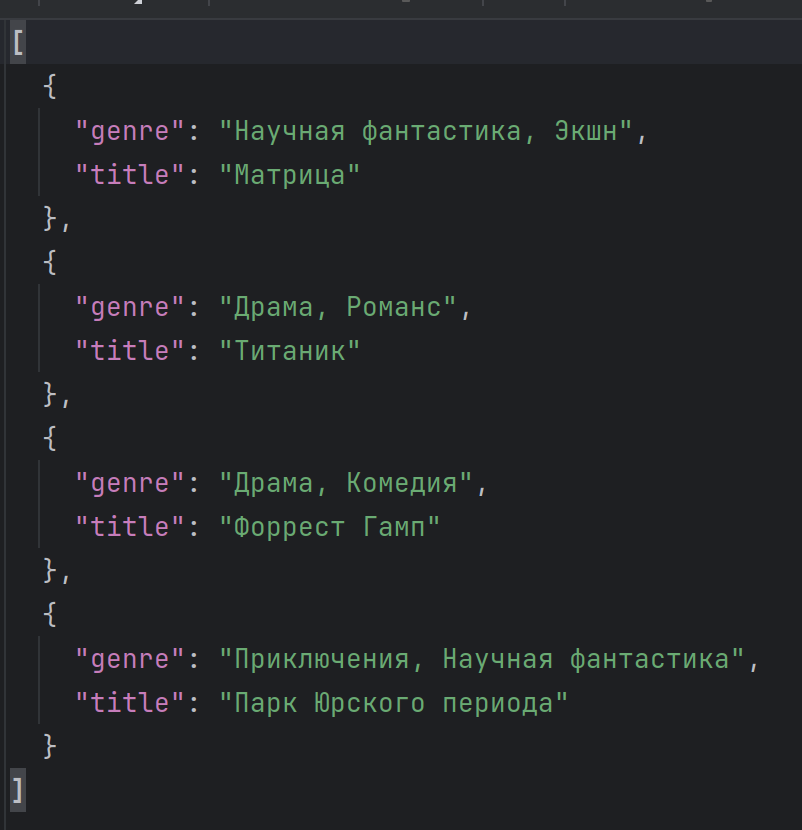 [
{
"genre": "Научная фантастика, Экшн",
"title": "Матрица"
},
{
"genre": "Драма, Романс",
"title": "Титаник"
},
{
"genre": "Драма, Комедия",
"title": "Форрест Гамп"
},
{
"genre": "Приключения, Научная фантастика",
"title": "Парк Юрского периода"
}
]